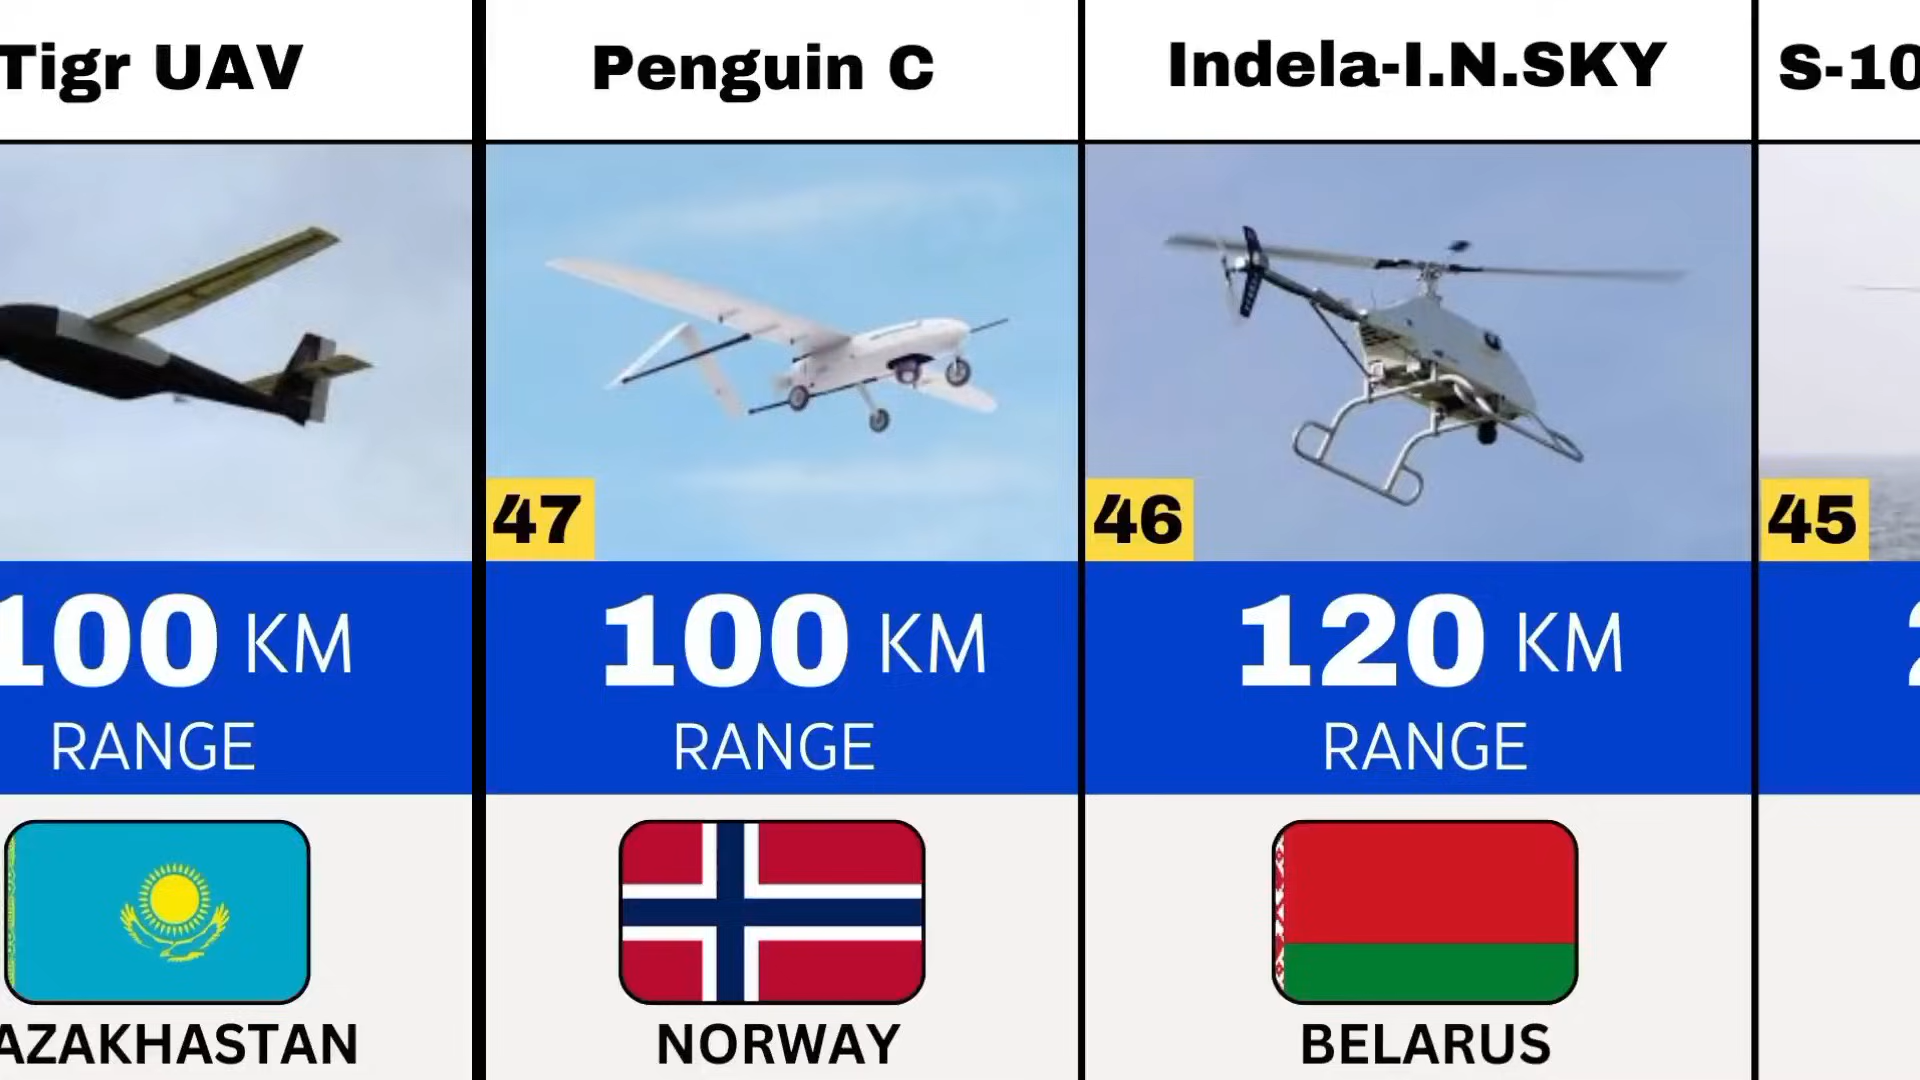 Tigr UAV
100 KM
RANGE
AZAKHASTAN
Penguin C
47
100 KM
RANGE
NORWAY
Indela-I.N.SKY
46
120 KM
RANGE
BELARUS
S-10
45